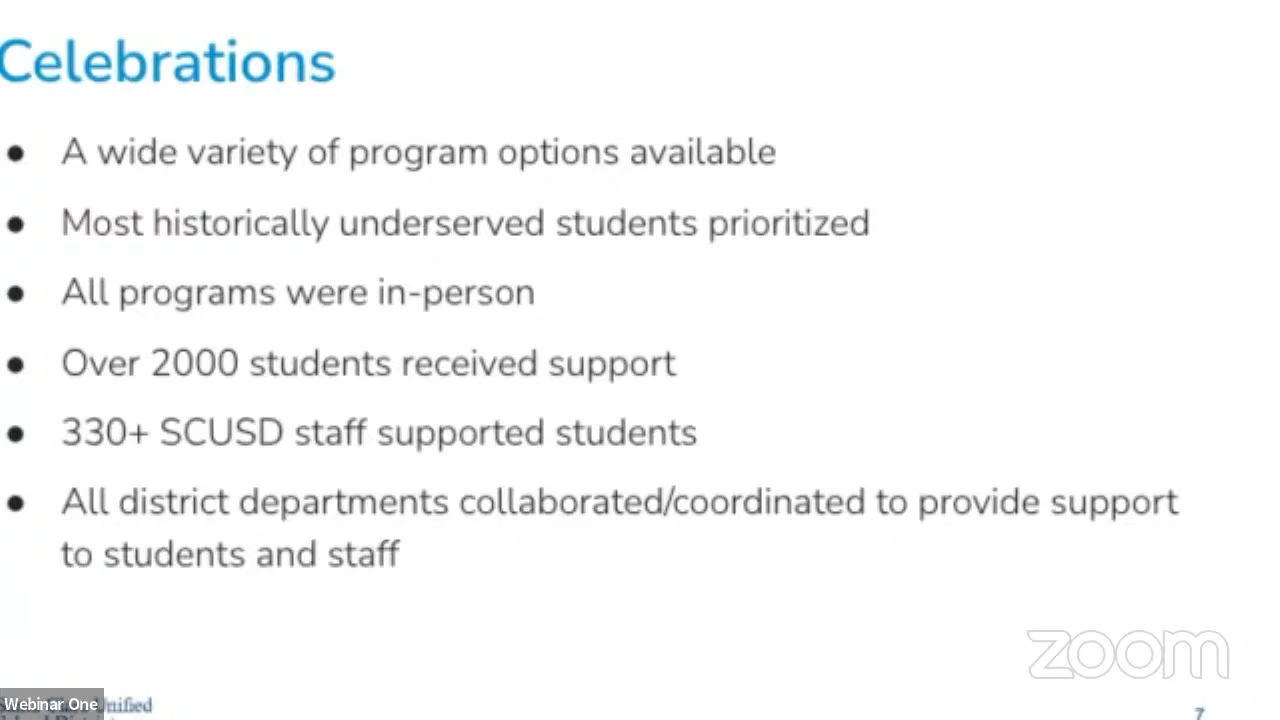 Celebrations
● A wide variety of program options available
● Most historically underserved students prioritized
● All programs were in-person
● Over 2000 students received support
● 330+ SCUSD staff supported students
● All district departments collaborated/coordinated to provide support
to students and staff
zoom
Webinar One
Unified
7